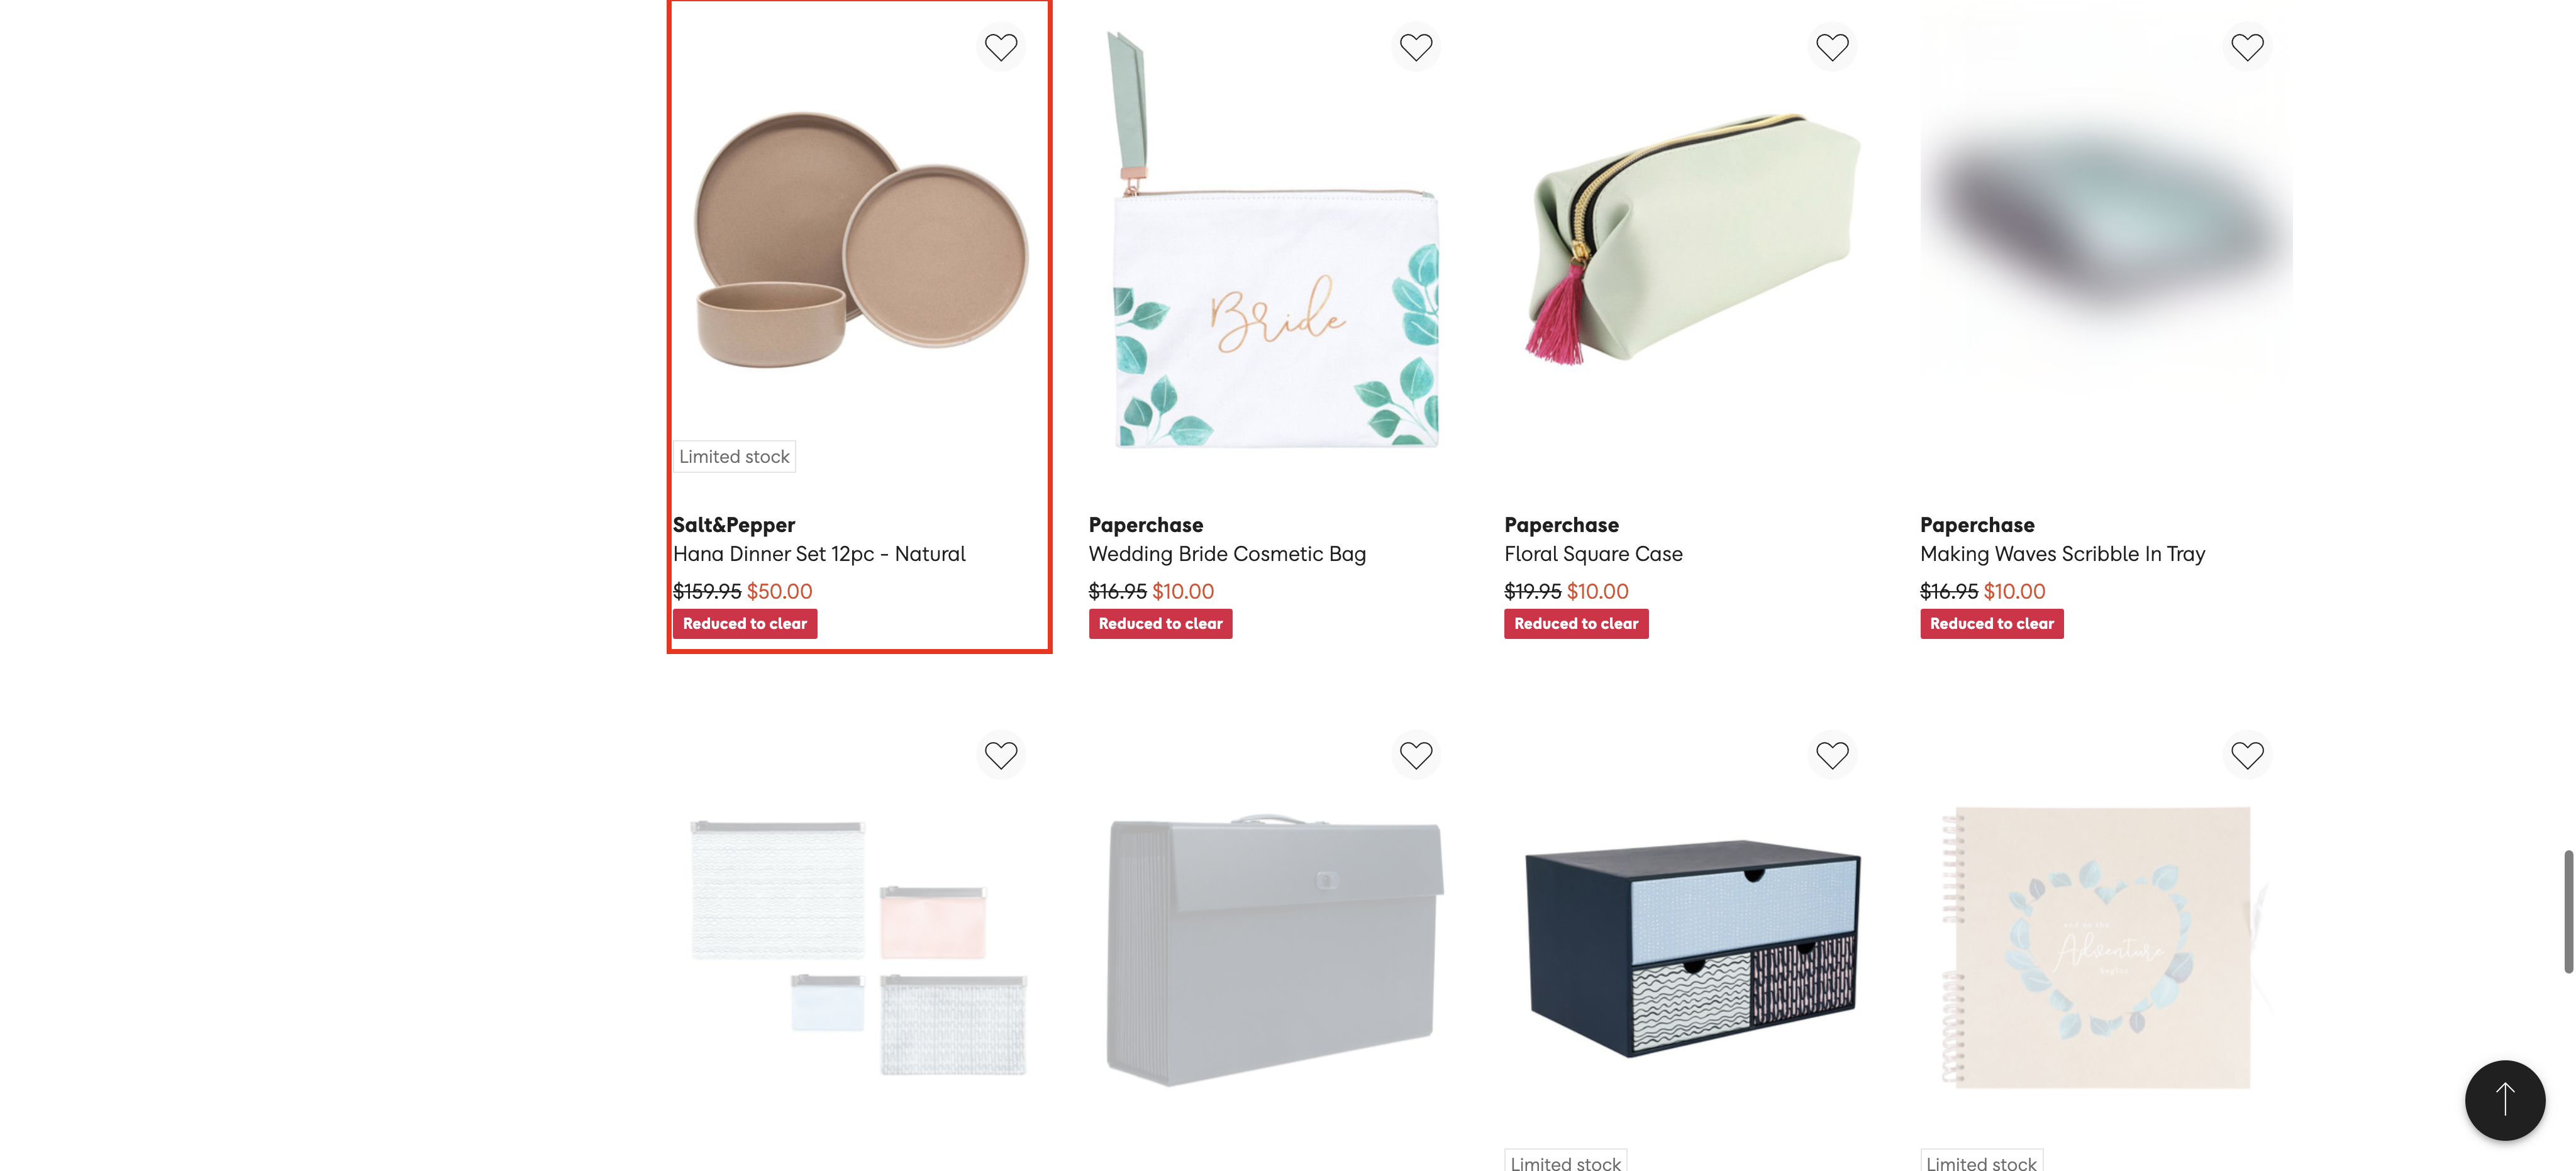 Bride
Limited stock
Salt&Pepper
Hana Dinner Set 12pc - Natural
$159.95 $50.00
Reduced to clear
Paperchase
Wedding Bride Cosmetic Bag
$16.95 $10.00
Reduced to clear
Paperchase
Floral Square Case
$19.95 $10.00
Reduced to clear
Paperchase
Making Waves Scribble In Tray
$16.95 $10.00
Reduced to clear
Adventure
begins
Limited stock
Limited stock